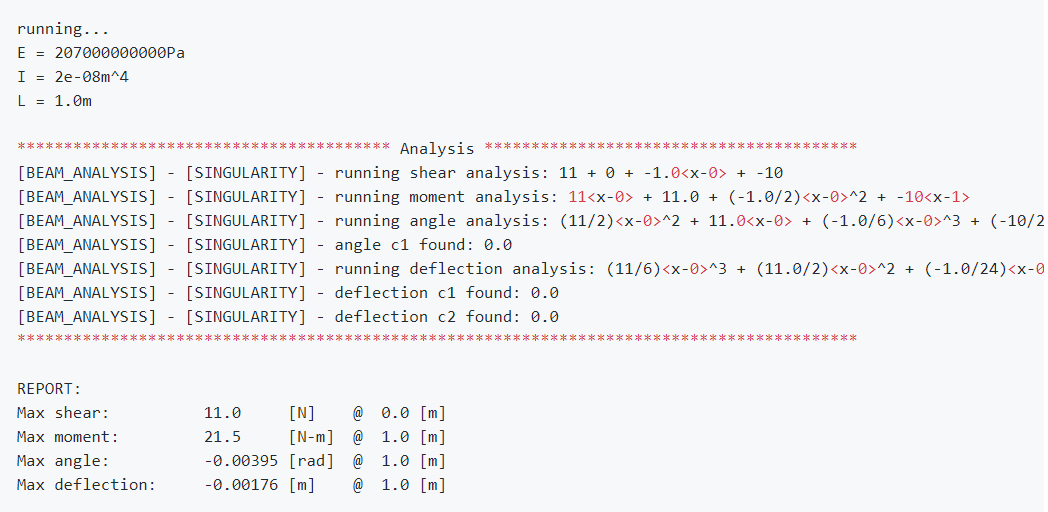 running...
E = 207000000000Pa
I = 2e-08m^4
L = 1.0m
**************************************** Analysis ****************************************
[BEAM_ANALYSIS] - [SINGULARITY] - running shear analysis: 11 + 0 + -1.0<x-0> + -10
[BEAM_ANALYSIS] - [SINGULARITY] - running moment analysis: 11<x-0> + 11.0 + (-1.0/2)<x-0>^2 + -10<x-1>
[BEAM_ANALYSIS] - [SINGULARITY] - running angle analysis: (11/2)<x-0>^2 + 11.0<x-0> + (-1.0/6)<x-0>^3 + (-10/2
[BEAM_ANALYSIS] - [SINGULARITY] - angle c1 found: 0.0
[BEAM_ANALYSIS] - [SINGULARITY] - running deflection analysis: (11/6)<x-0>^3 + (11.0/2)<x-0>^2 + (-1.0/24)<x-0
[BEAM_ANALYSIS] - [SINGULARITY] - deflection c1 found: 0.0
[BEAM_ANALYSIS] - [SINGULARITY] - deflection c2 found: 0.0
******************************************************************************************
REPORT:
Max shear: 11.0 [N] @ 0.0 [m]
Max moment: 21.5 [N-m] @ 1.0 [m]
Max angle: -0.00395 [rad] @ 1.0 [m]
Max deflection: -0.00176 [m] @ 1.0 [m]